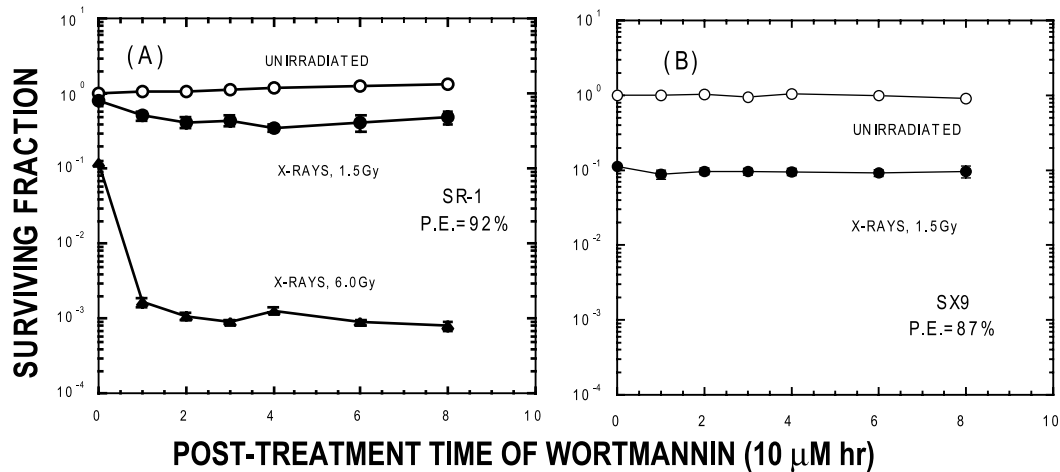 SURVIVING FRACTION
10^1
10^0
10^-1
10^-2
10^-3
10^-4
(A)
UNIRRADIATED
X-RAYS, 1.5Gy
SR-1
P.E.=92%
X-RAYS, 6.0Gy
0 2 4 6 8 10
10^1
10^0
10^-1
10^-2
10^-3
10^-4
(B)
UNIRRADIATED
X-RAYS, 1.5Gy
SX9
P.E.=87%
0 2 4 6 8 10
POST-TREATMENT TIME OF WORTMANNIN (10 μM hr)